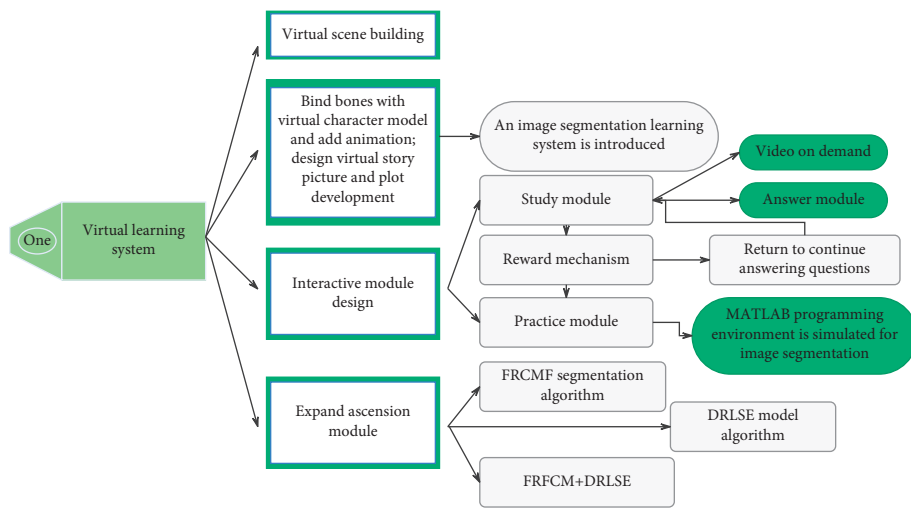 One
Virtual learning
system
Virtual scene building
Bind bones with
virtual character model
and add animation;
design virtual story
picture and plot
development
Interactive module
design
Expand ascension
module
An image segmentation learning
system is introduced
Study module
Reward mechanism
Practice module
Video on demand
Answer module
Return to continue
answering questions
MATLAB programming
environment is simulated for
image segmentation
FRCMF segmentation
algorithm
DRLSE model
algorithm
FRFCM+DRLSE